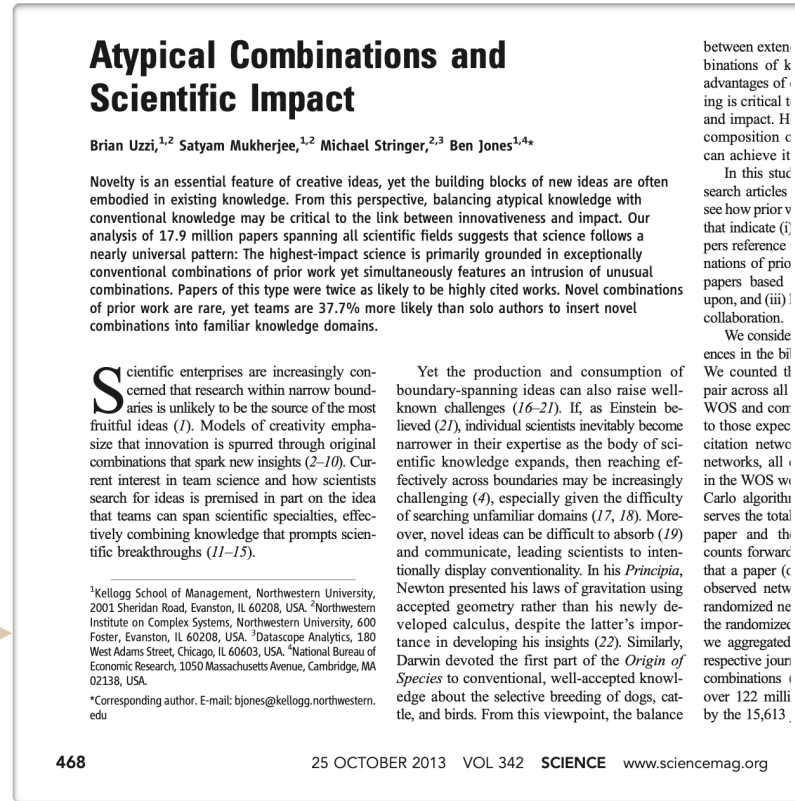 Atypical Combinations and
Scientific Impact
Brian Uzzi,1,2 Satyam Mukherjee,1,2 Michael Stringer,2,3 Ben Jones1,4*
Novelty is an essential feature of creative ideas, yet the building blocks of new ideas are often
embodied in existing knowledge. From this perspective, balancing atypical knowledge with
conventional knowledge may be critical to the link between innovativeness and impact. Our
analysis of 17.9 million papers spanning all scientific fields suggests that science follows a
nearly universal pattern: The highest-impact science is primarily grounded in exceptionally
conventional combinations of prior work yet simultaneously features an intrusion of unusual
combinations. Papers of this type were twice as likely to be highly cited works. Novel combinations
of prior work are rare, yet teams are 37.7% more likely than solo authors to insert novel
combinations into familiar knowledge domains.
Scientific enterprises are increasingly con-
cerned that research within narrow bound-
aries is unlikely to be the source of the most
fruitful ideas (1). Models of creativity empha-
size that innovation is spurred through original
combinations that spark new insights (2–10). Cur-
rent interest in team science and how scientists
search for ideas is premised in part on the idea
that teams can span scientific specialties, effec-
tively combining knowledge that prompts scien-
tific breakthroughs (11–15).
1Kellogg School of Management, Northwestern University,
2001 Sheridan Road, Evanston, IL 60208, USA. 2Northwestern
Institute on Complex Systems, Northwestern University, 600
Foster, Evanston, IL 60208, USA. 3Datascope Analytics, 180
West Adams Street, Chicago, IL 60603, USA. 4National Bureau of
Economic Research, 1050 Massachusetts Avenue, Cambridge, MA
02138, USA.
*Corresponding author. E-mail: bjones@kellogg.northwestern.
edu
Yet the production and consumption of
boundary-spanning ideas can also raise well-
known challenges (16–21). If, as Einstein be-
lieved (21), individual scientists inevitably become
narrower in their expertise as the body of sci-
entific knowledge expands, then reaching ef-
fectively across boundaries may be increasingly
challenging (4), especially given the difficulty
of searching unfamiliar domains (17, 18). More-
over, novel ideas can be difficult to absorb (19)
and communicate, leading scientists to inten-
tionally display conventionality. In his Principia,
Newton presented his laws of gravitation using
accepted geometry rather than his newly de-
veloped calculus, despite the latter's impor-
tance in developing his insights (22). Similarly,
Darwin devoted the first part of the Origin of
Species to conventional, well-accepted knowl-
edge about the selective breeding of dogs, cat-
tle, and birds. From this viewpoint, the balance
between
binations of
advantages of
ing is critical
and impact.
composition
can achieve it
In this
search articles
see how prior
that indicate (i)
pers reference
nations of
papers based
upon, and (iii)
collaboration.
We
ences in the
We counted
pair across all
WOS and
to those
citation
networks, all
in the WOS
Carlo
serves the
paper and
counts
that a paper
observed
randomized
the
we aggregated
respective
combinations
over 122
by the 15,613
468
25 OCTOBER 2013 VOL 342 SCIENCE www.sciencemag.org